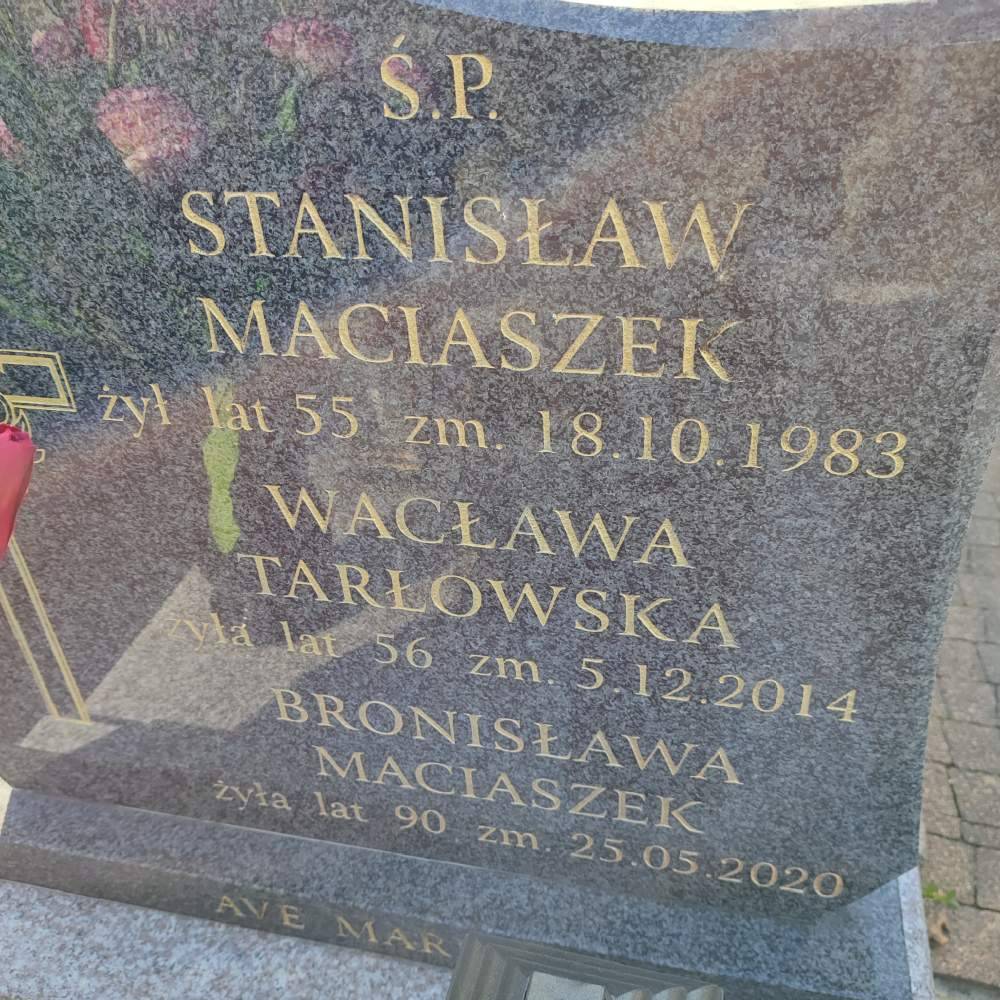 Ś.P.
STANISŁAW
MACIASZEK
żył lat 55 zm. 18.10.1983
WACŁAWA
TARŁOWSKA
żyła lat 56 zm. 5.12.2014
BRONISŁAWA
MACIASZEK
żyła lat 90 zm. 25.05.2020
AVE MAR